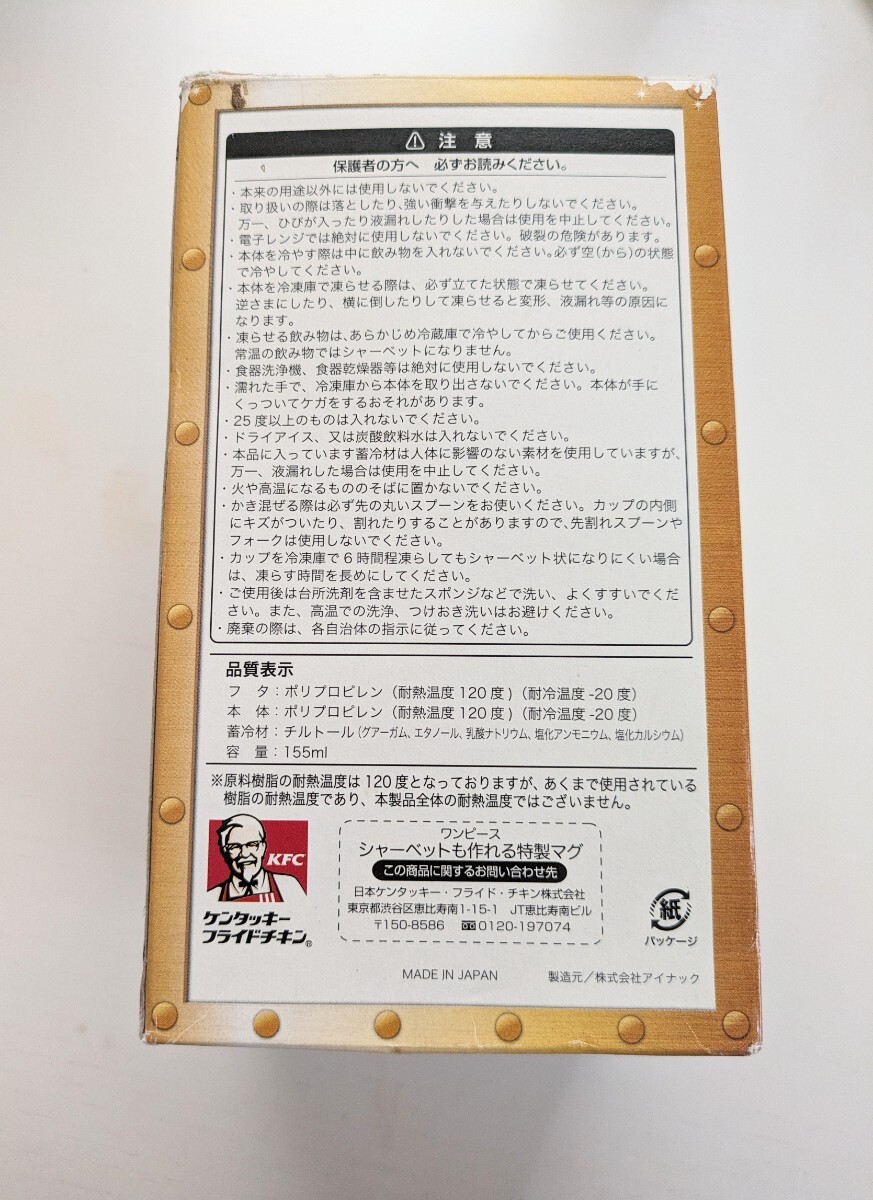 ⚠ 注 意
保護者の方へ 必ずお読みください。
・本来の用途以外には使用しないでください。
・取り扱いの際は落としたり、強い衝撃を与えたりしないでください。
万一、ひびが入ったり液漏れしたりした場合は使用を中止してください。
・電子レンジでは絶対に使用しないでください。破裂の危険があります。
・本体を冷やす際は中に飲み物を入れないでください。必ず空(から)の状態
で冷やしてください。
・本体を冷凍庫で凍らせる際は、必ず立てた状態で凍らせてください。
逆さまにしたり、横に倒したりして凍らせると変形、液漏れ等の原因に
なります。
・凍らせる飲み物は、あらかじめ冷蔵庫で冷やしてからご使用ください。
常温の飲み物ではシャーベットになりません。
・食器洗浄機、食器乾燥器等は絶対に使用しないでください。
・濡れた手で、冷凍庫から本体を取り出さないでください。本体が手に
くっついてケガをするおそれがあります。
・25度以上のものは入れないでください。
・ドライアイス、又は炭酸飲料水は入れないでください。
・本品に入っています蓄冷材は人体に影響のない素材を使用していますが、
万一、液漏れした場合は使用を中止してください。
・火や高温になるもののそばに置かないでください。
・かき混ぜる際は必ず先の丸いスプーンをお使いください。カップの内側
にキズがついたり、割れたりすることがありますので、先割れスプーンや
フォークは使用しないでください。
・カップを冷凍庫で6時間程凍らしてもシャーベット状になりにくい場合
は、凍らす時間を長めにしてください。
・ご使用後は台所洗剤を含ませたスポンジなどで洗い、よくすすいでくだ
さい。また、高温での洗浄、つけおき洗いはお避けください。
・廃棄の際は、各自治体の指示に従ってください。
品質表示
フ タ：ポリプロピレン（耐熱温度120度）（耐冷温度-20度）
本 体：ポリプロピレン（耐熱温度120度）（耐冷温度-20度）
蓄冷材：チルトール（グアーガム、エタノール、乳酸ナトリウム、塩化アンモニウム、塩化カルシウム）
容 量：155ml
※原料樹脂の耐熱温度は120度となっておりますが、あくまで使用されている
樹脂の耐熱温度であり、本製品全体の耐熱温度ではございません。
KFC
ケンタッキー
フライドチキン®
ワンピース
シャーベットも作れる特製マグ
この商品に関するお問い合わせ先
日本ケンタッキー・フライド・チキン株式会社
東京都渋谷区恵比寿南1-15-1 JT恵比寿南ビル
〒150-8586 0120-197074
紙
パッケージ
MADE IN JAPAN 製造元／株式会社アイナック